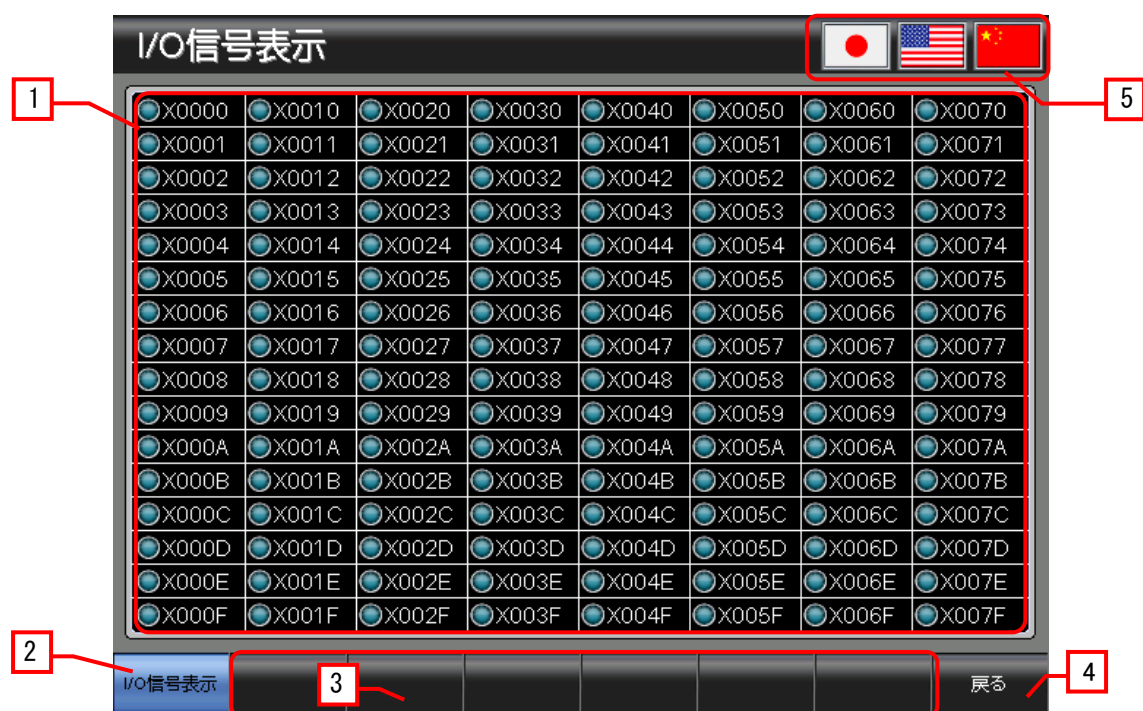 I/O信号表示
1
5
X0000 X0010 X0020 X0030 X0040 X0050 X0060 X0070
X0001 X0011 X0021 X0031 X0041 X0051 X0061 X0071
X0002 X0012 X0022 X0032 X0042 X0052 X0062 X0072
X0003 X0013 X0023 X0033 X0043 X0053 X0063 X0073
X0004 X0014 X0024 X0034 X0044 X0054 X0064 X0074
X0005 X0015 X0025 X0035 X0045 X0055 X0065 X0075
X0006 X0016 X0026 X0036 X0046 X0056 X0066 X0076
X0007 X0017 X0027 X0037 X0047 X0057 X0067 X0077
X0008 X0018 X0028 X0038 X0048 X0058 X0068 X0078
X0009 X0019 X0029 X0039 X0049 X0059 X0069 X0079
X000A X001A X002A X003A X004A X005A X006A X007A
X000B X001B X002B X003B X004B X005B X006B X007B
X000C X001C X002C X003C X004C X005C X006C X007C
X000D X001D X002D X003D X004D X005D X006D X007D
X000E X001E X002E X003E X004E X005E X006E X007E
X000F X001F X002F X003F X004F X005F X006F X007F
2
I/O信号表示
3
戻る
4